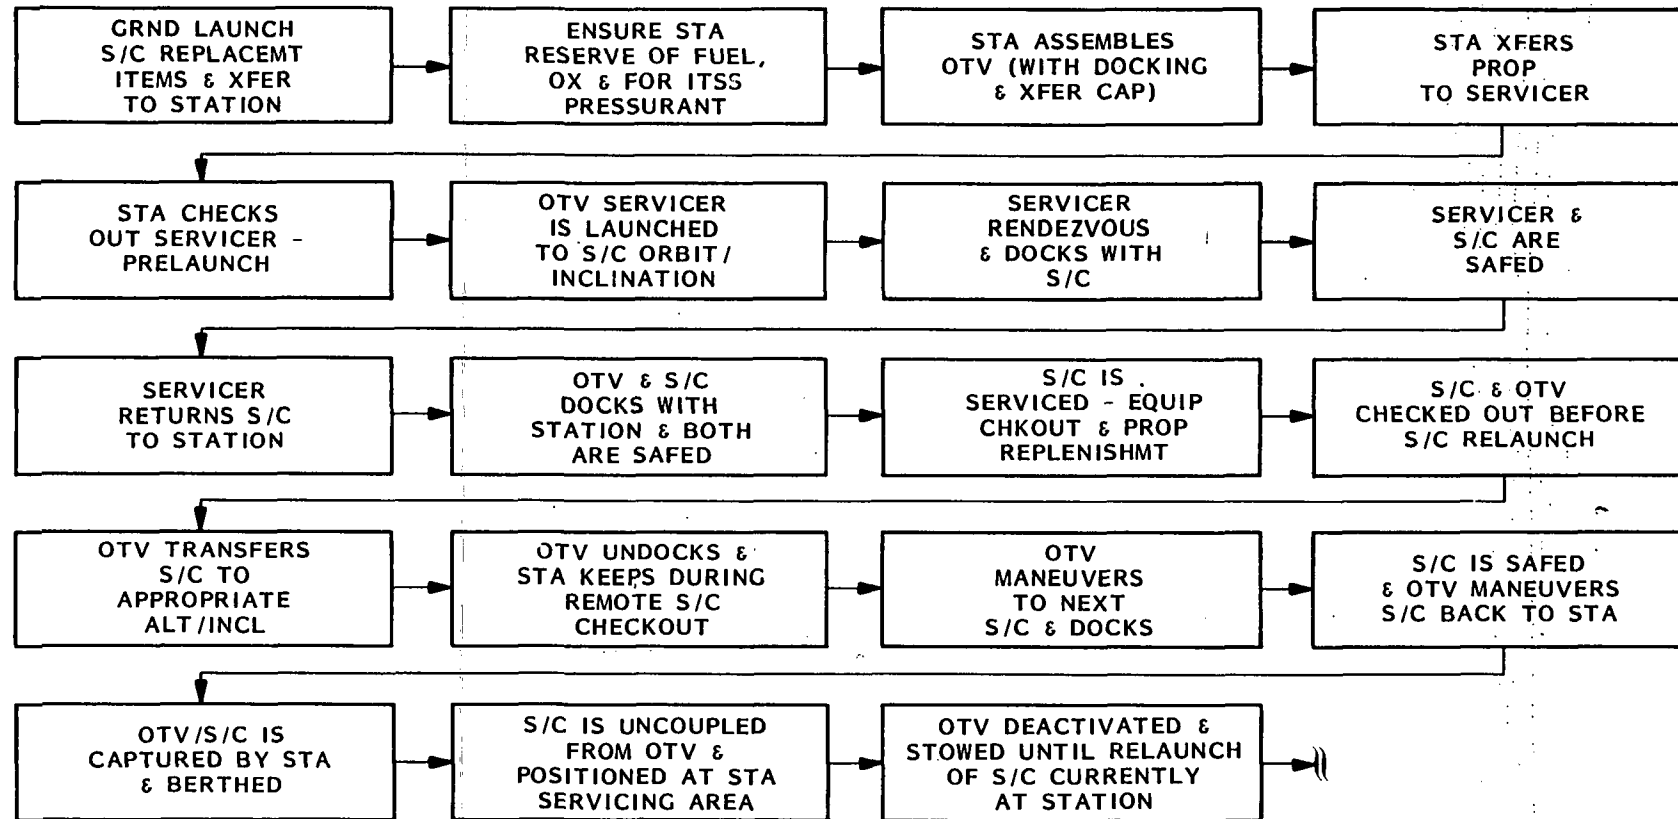 GRND LAUNCH
S/C REPLACEMT
ITEMS & XFER
TO STATION
ENSURE STA
RESERVE OF FUEL,
OX & FOR ITSS
PRESSURANT
STA ASSEMBLES
OTV (WITH DOCKING
& XFER CAP)
STA XFERS
PROP
TO SERVICER
STA CHECKS
OUT SERVICER -
PRELAUNCH
OTV SERVICER
IS LAUNCHED
TO S/C ORBIT/
INCLINATION
SERVICER
RENDEZVOUS
& DOCKS WITH
S/C
SERVICER &
S/C ARE
SAFED
SERVICER
RETURNS S/C
TO STATION
OTV & S/C
DOCKS WITH
STATION & BOTH
ARE SAFED
S/C IS
SERVICED - EQUIP
CHKOUT & PROP
REPLENISHMT
S/C & OTV
CHECKED OUT BEFORE
S/C RELAUNCH
OTV TRANSFERS
S/C TO
APPROPRIATE
ALT/INCL
OTV UNDOCKS &
STA KEEPS DURING
REMOTE S/C
CHECKOUT
OTV
MANEUVERS
TO NEXT
S/C & DOCKS
S/C IS SAFED
& OTV MANEUVERS
S/C BACK TO STA
OTV/S/C IS
CAPTURED BY STA
& BERTHED
S/C IS UNCOUPLED
FROM OTV &
POSITIONED AT STA
SERVICING AREA
OTV DEACTIVATED &
STOWED UNTIL RELAUNCH
OF S/C CURRENTLY
AT STATION